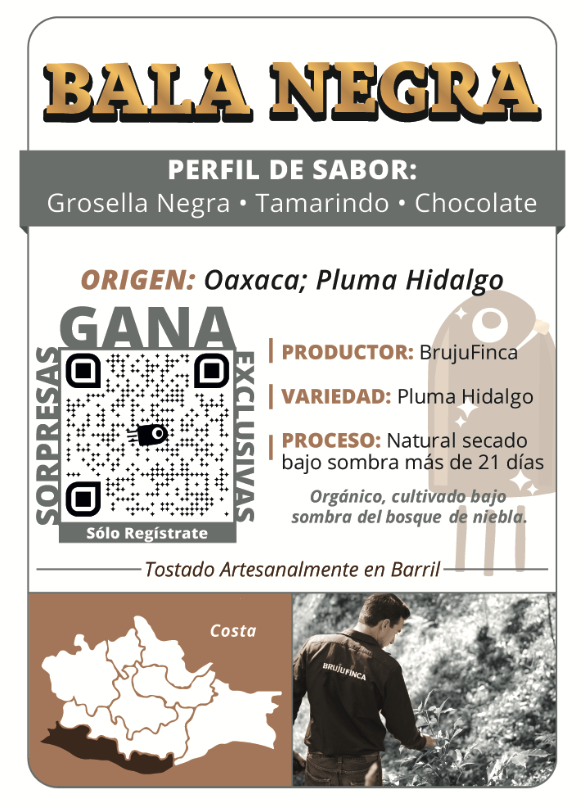 BALA NEGRA
PERFIL DE SABOR:
Grosella Negra • Tamarindo • Chocolate
ORIGEN: Oaxaca; Pluma Hidalgo
GANA
SORPRESAS
EXCLUSIVAS
Sólo Regístrate
PRODUCTOR: BrujuFinca
VARIEDAD: Pluma Hidalgo
PROCESO: Natural secado
bajo sombra más de 21 días
Orgánico, cultivado bajo
sombra del bosque de niebla.
Tostado Artesanalmente en Barril
Costa
BRUJUFINCA